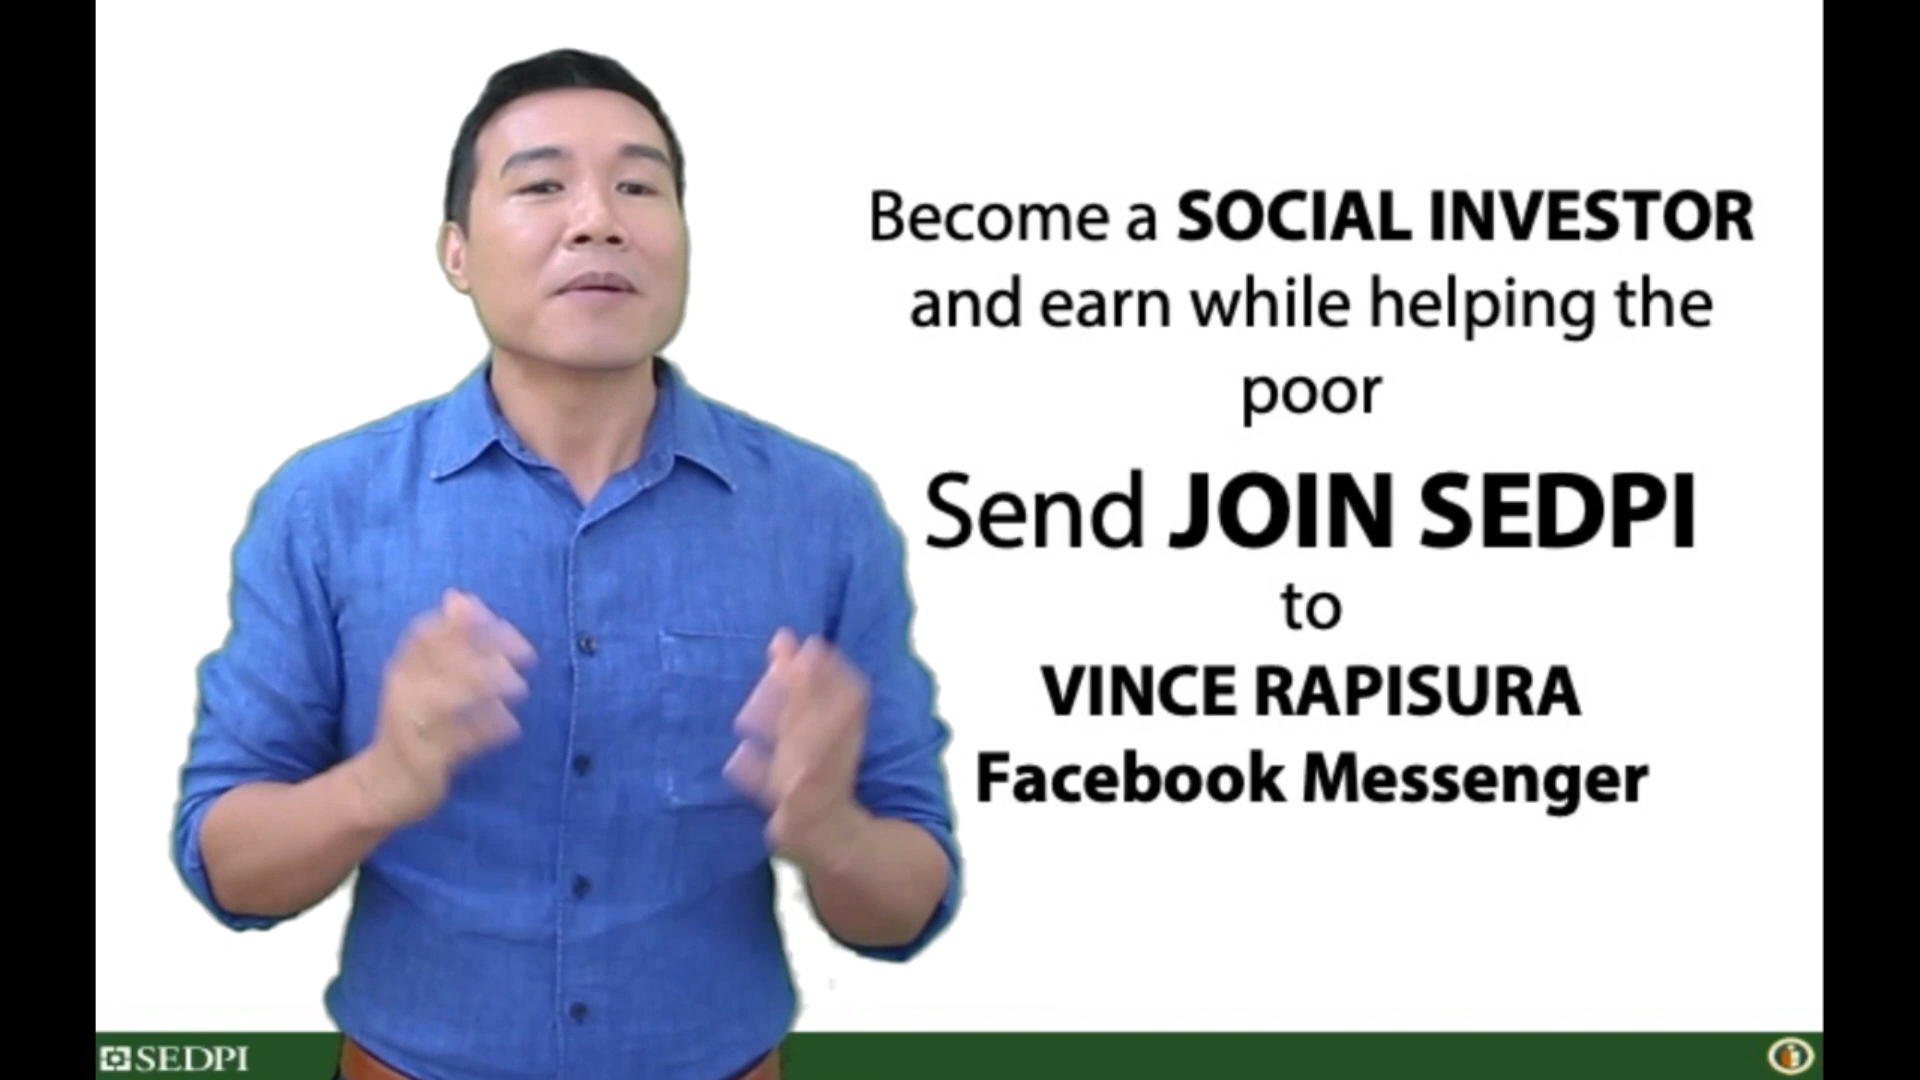 Become a SOCIAL INVESTOR
and earn while helping the
poor
Send JOIN SEDPI
to
VINCE RAPISURA
Facebook Messenger
SEDPI